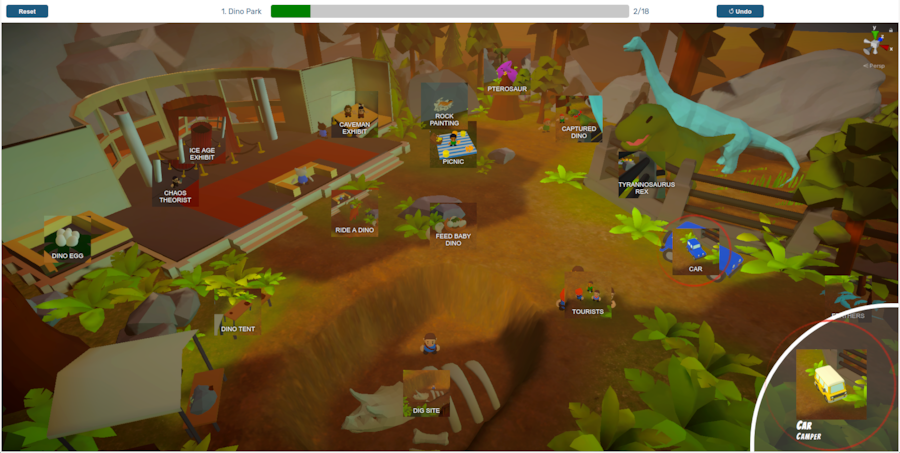 Reset
1. Dino Park
2/18
Undo
y
Persp
PTEROSAUR
ROCK
PAINTING
CAVEMAN
EXHIBIT
CAPTURED
DINO
ICE AGE
EXHIBIT
PICNIC
TYRANNOSAURUS
REX
CHAOS
THEORIST
RIDE A DINO
FEED BABY
DINO
DINO EGG
CAR
TOURISTS
DINO TENT
DIG SITE
Car
Camper